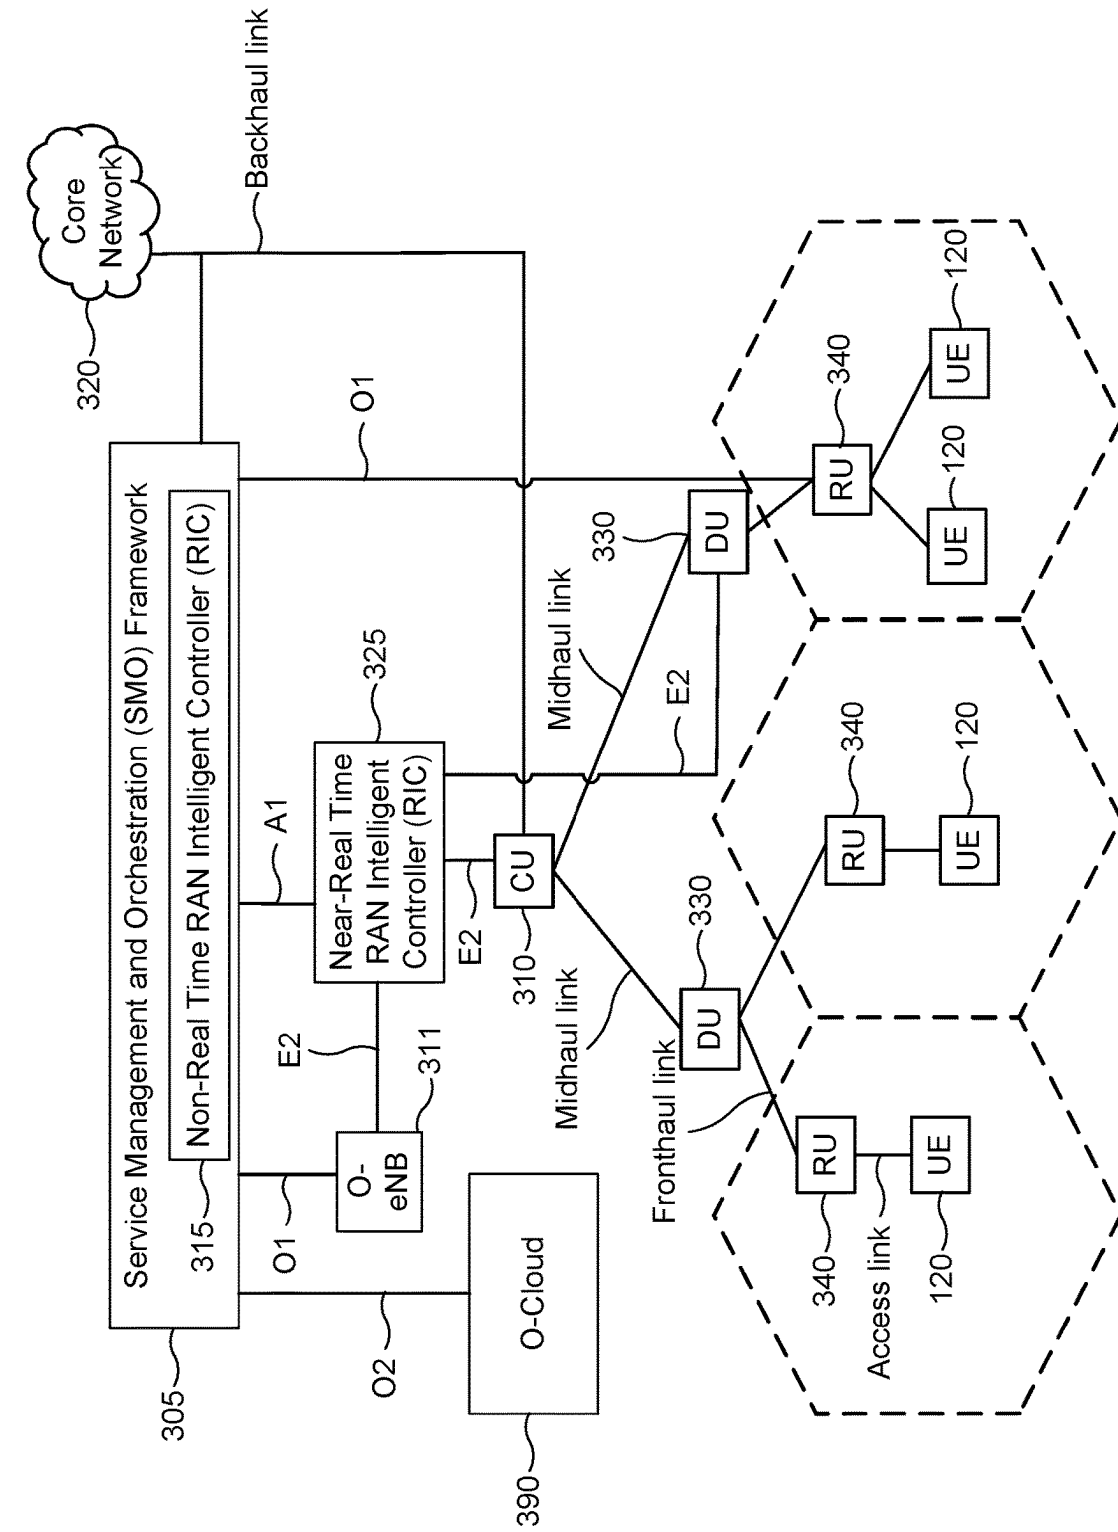 305
Service Management and Orchestration (SMO) Framework
315
Non-Real Time RAN Intelligent Controller (RIC)
320
Core
Network
Backhaul link
O2
O1
A1
O1
390
O-Cloud
O-
eNB
311
E2
Near-Real Time
RAN Intelligent
Controller (RIC)
325
E2
310
CU
Midhaul link
Midhaul link
E2
330
DU
330
DU
Fronthaul link
340
RU
RU
340
RU
340
Access link
120
UE
UE
120
UE
120
UE
120